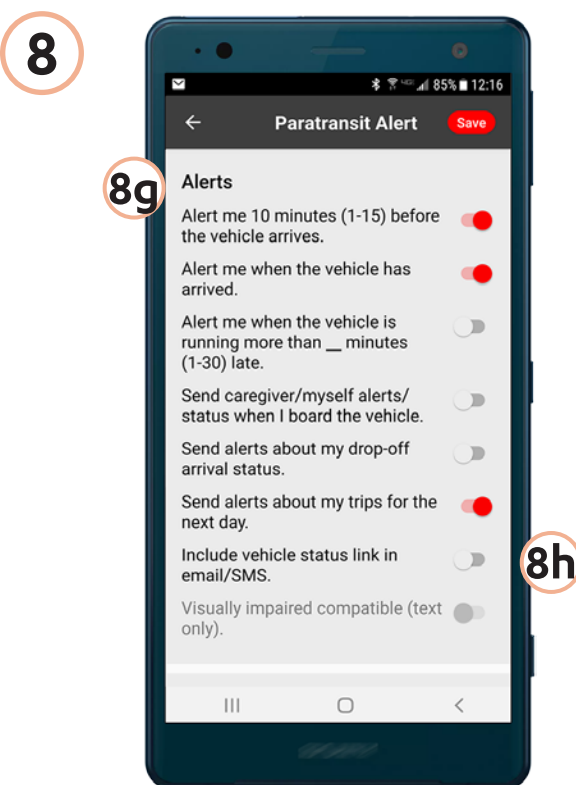 8
85% 12:16
Paratransit Alert
Save
8g
Alerts
Alert me 10 minutes (1-15) before
the vehicle arrives.
Alert me when the vehicle has
arrived.
Alert me when the vehicle is
running more than __ minutes
(1-30) late.
Send caregiver/myself alerts/
status when I board the vehicle.
Send alerts about my drop-off
arrival status.
Send alerts about my trips for the
next day.
Include vehicle status link in
email/SMS.
8h
Visually impaired compatible (text
only).